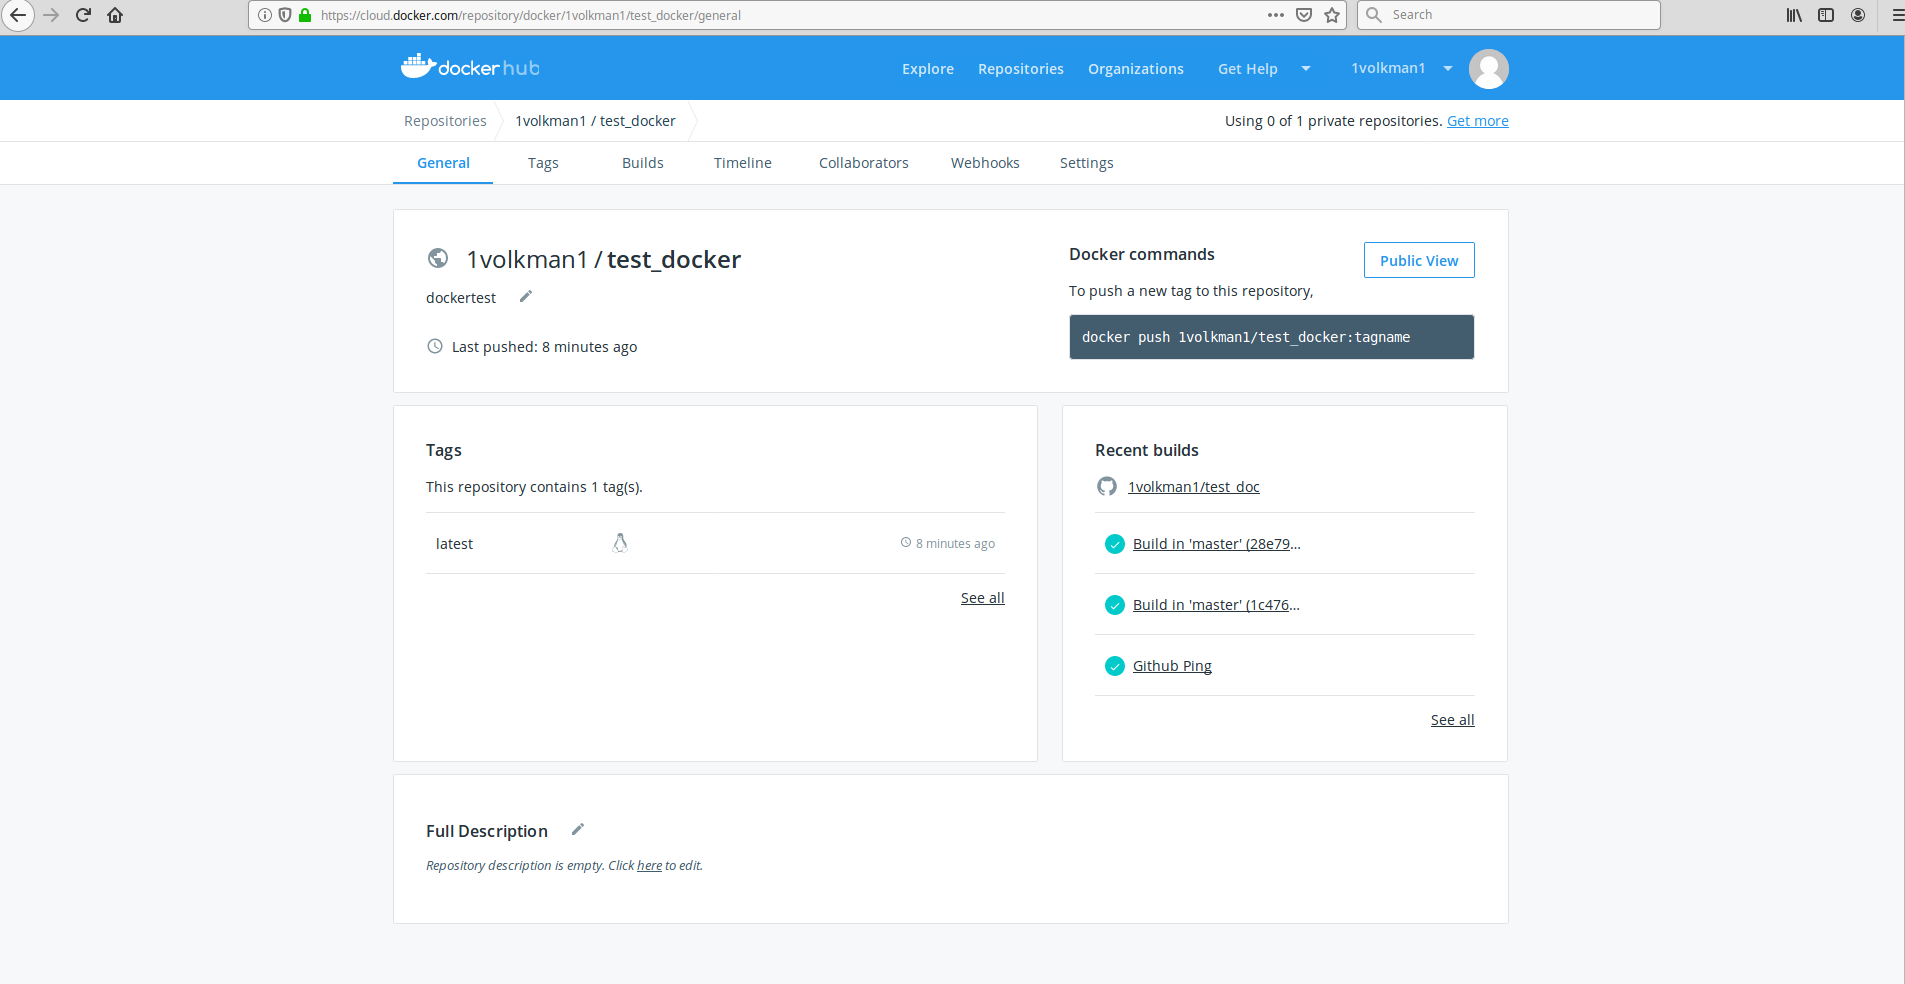 https://cloud.docker.com/repository/docker/1volkman1/test_docker/general
Search
docker hub
Explore Repositories Organizations Get Help 1volkman1
Repositories 1volkman1 / test_docker Using 0 of 1 private repositories. Get more
General Tags Builds Timeline Collaborators Webhooks Settings
1volkman1 / test_docker
dockertest
Last pushed: 8 minutes ago
Docker commands
Public View
To push a new tag to this repository,
docker push 1volkman1/test_docker:tagname
Tags
This repository contains 1 tag(s).
latest 8 minutes ago
See all
Recent builds
1volkman1/test_doc
Build in 'master' (28e79...
Build in 'master' (1c476...
Github Ping
See all
Full Description
Repository description is empty. Click here to edit.